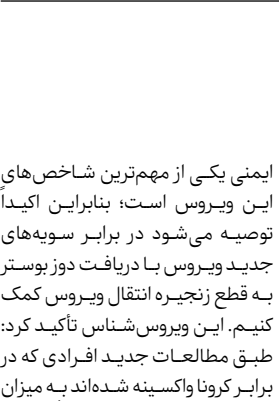 ایمنی یکی از مهم‌ترین شاخص‌های
این ویروس است؛ بنابراین اکیداً
توصیه می‌شود در برابر سویه‌های
جدید ویروس با دریافت دوز بوستر
به قطع زنجیره انتقال ویروس کمک
کنیم. این ویروس‌شناس تأکید کرد:
طبق مطالعات جدید افرادی که در
برابر کرونا واکسینه شده‌اند به میزان